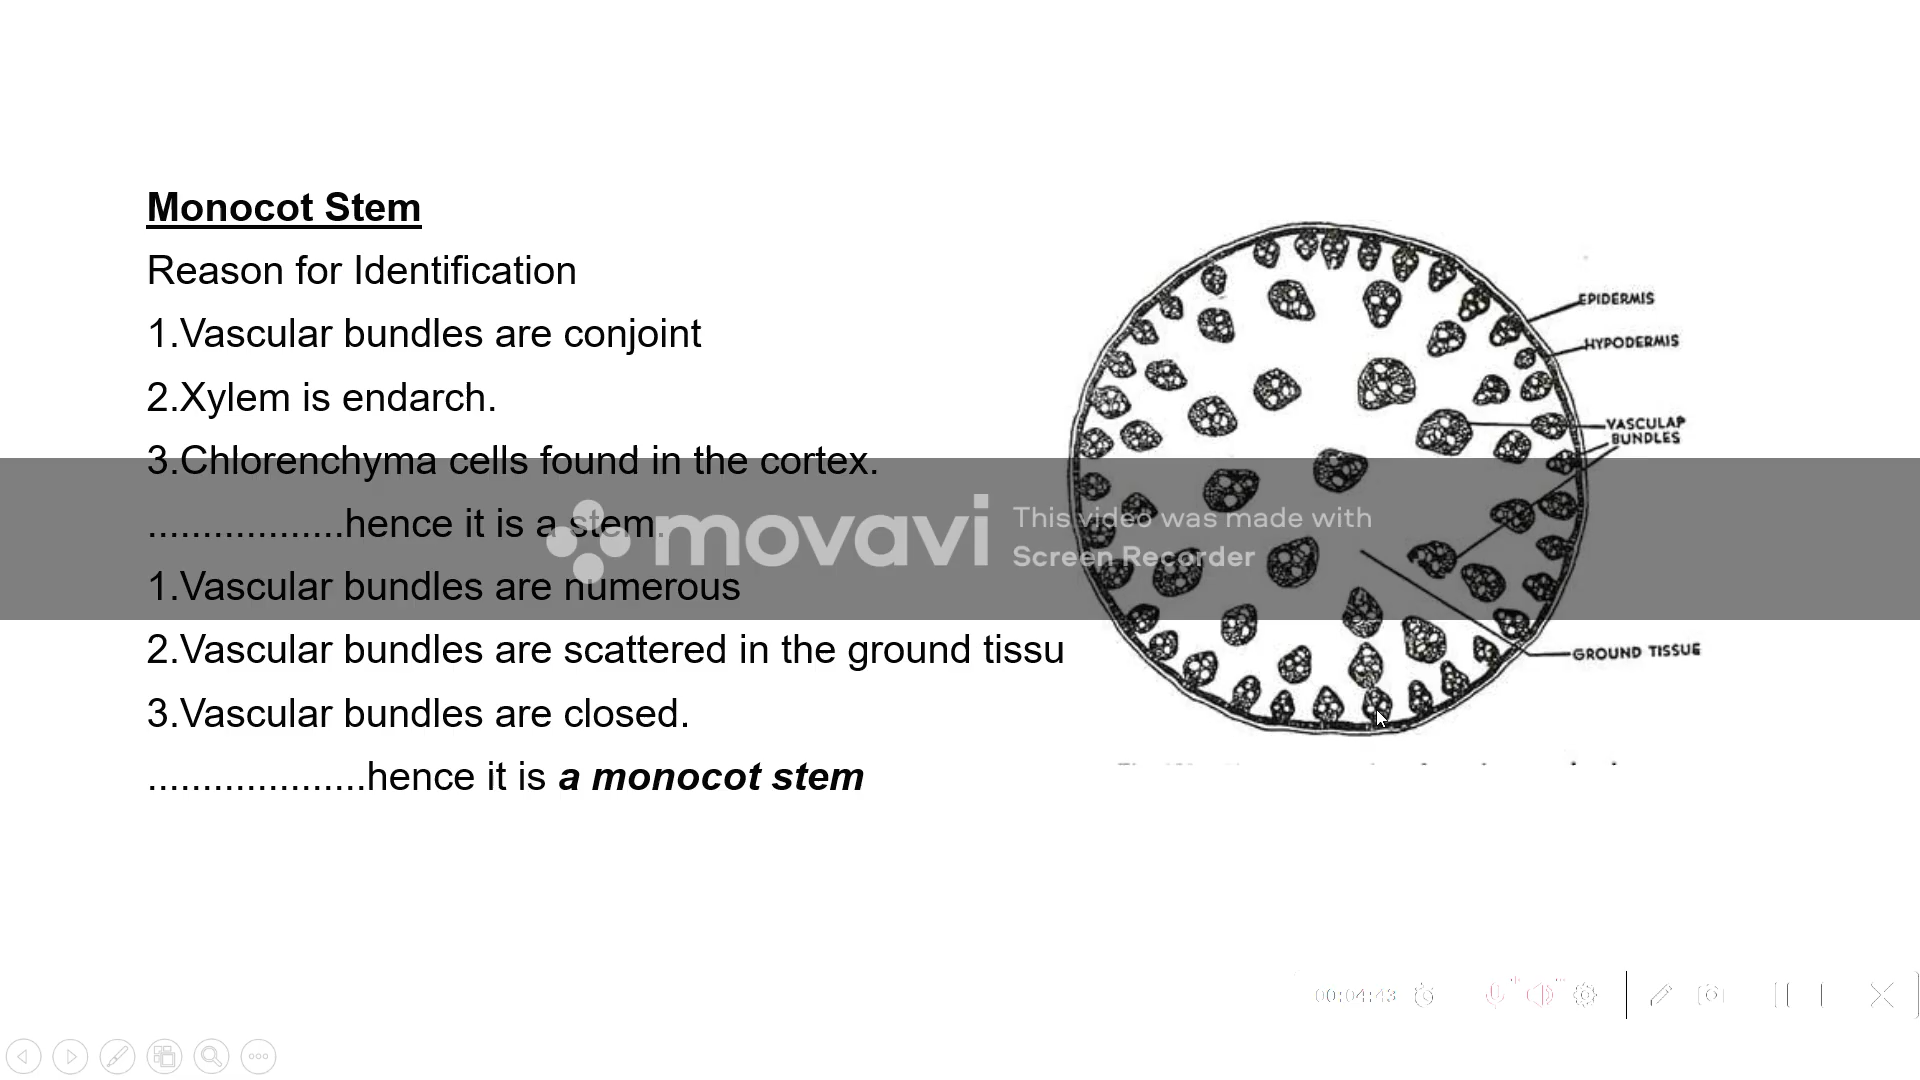 Monocot Stem
Reason for Identification
1.Vascular bundles are conjoint
2.Xylem is endarch.
3.Chlorenchyma cells found in the cortex.
..................hence it is a stem.
1.Vascular bundles are numerous
2.Vascular bundles are scattered in the ground tissu
3.Vascular bundles are closed.
....................hence it is a monocot stem
EPIDERMIS
HYPODERMIS
VASCULAR
BUNDLES
GROUND TISSUE
movavi
This video was made with
Screen Recorder
00:04:43